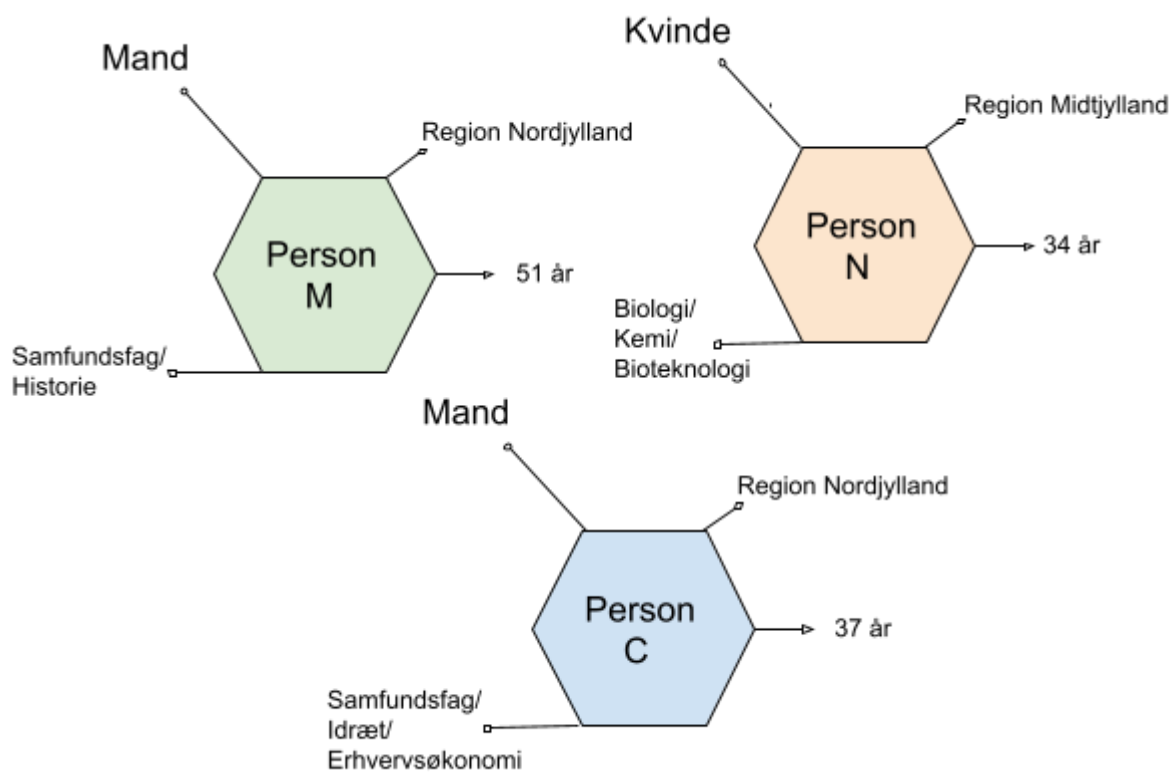 Mand
Region Nordjylland
Person
M
51 år
Samfundsfag/
Historie
Kvinde
Region Midtjylland
Person
N
34 år
Biologi/
Kemi/
Bioteknologi
Mand
Region Nordjylland
Person
C
37 år
Samfundsfag/
Idræt/
Erhvervsøkonomi